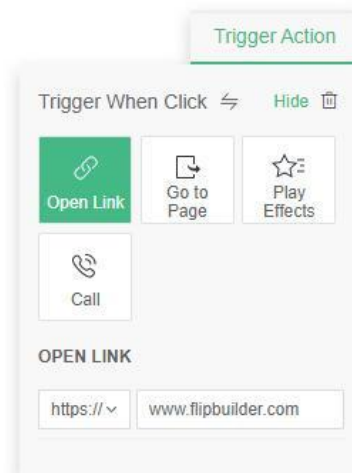 Trigger Action
Trigger When Click Hide
Open Link
Go to
Page
Play
Effects
Call
OPEN LINK
https:// www.flipbuilder.com